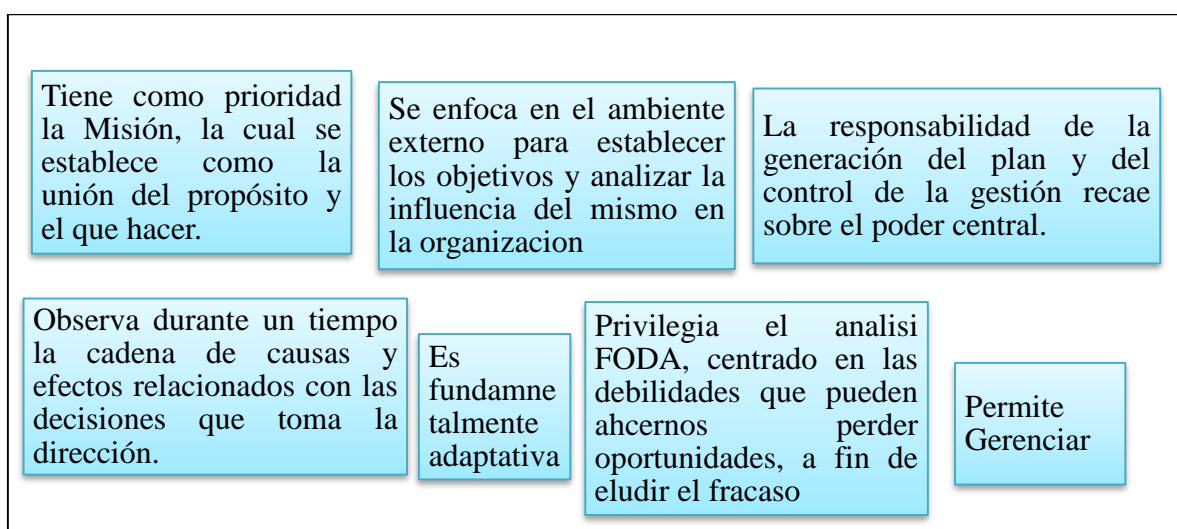 Tiene como prioridad
la Misión, la cual se
establece como la
unión del propósito y
el que hacer.
Se enfoca en el ambiente
externo para establecer
los objetivos y analizar la
influencia del mismo en
la organizacion
La responsabilidad de la
generación del plan y del
control de la gestión recae
sobre el poder central.
Observa durante un tiempo
la cadena de causas y
efectos relacionados con las
decisiones que toma la
dirección.
Es
fundamne
talmente
adaptativa
Privilegia el analisi
FODA, centrado en las
debilidades que pueden
ahcernos perder
oportunidades, a fin de
eludir el fracaso
Permite
Gerenciar